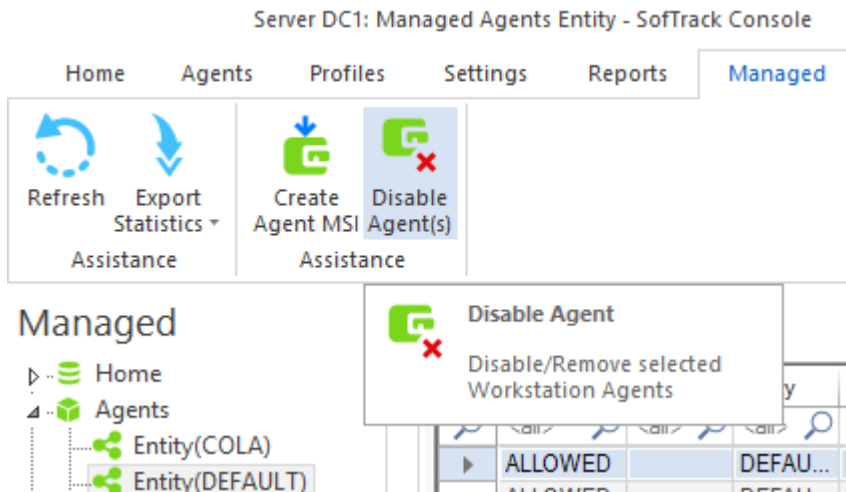 Server DC1: Managed Agents Entity - SofTrack Console
Home Agents Profiles Settings Reports Managed
Refresh Export Statistics Create Agent MSI Disable Agent(s)
Assistance Assistance
Disable Agent
Disable/Remove selected
Workstation Agents
Managed
Home
Agents
Entity(COLA)
Entity(DEFAULT)
y
<all> <all> <all>
ALLOWED DEFAU...